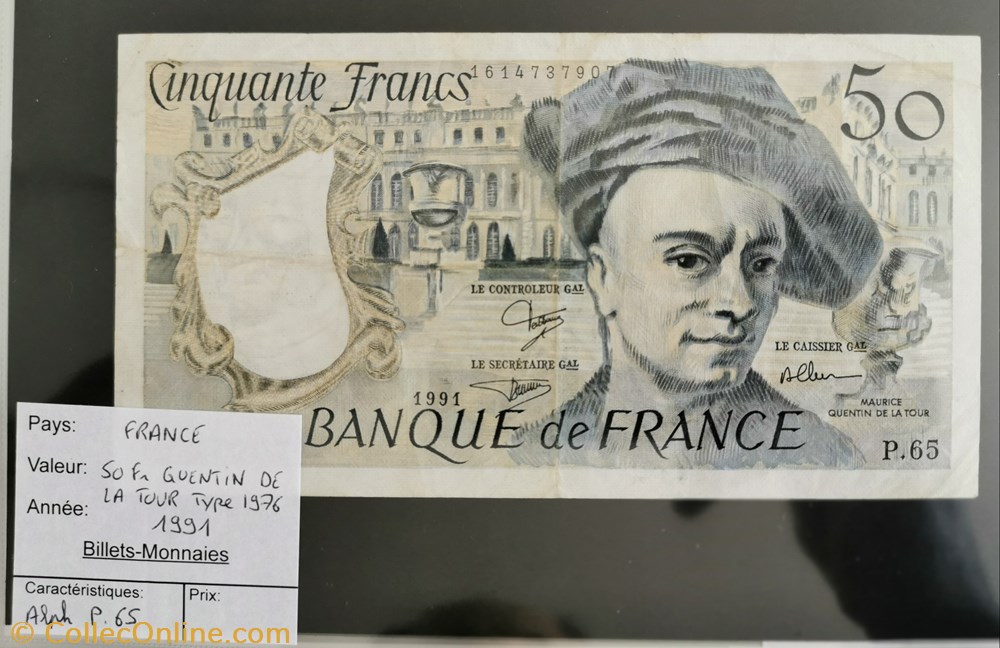 Cinquante Francs
1614737907
50
LE CONTROLEUR GAL
LE SECRÉTAIRE GAL
LE CAISSIER GAL
1991
MAURICE
QUENTIN DE LA TOUR
BANQUE de FRANCE
P.65
Pays: FRANCE
Valeur: 50 Fr QUENTIN DE
LA TOUR Type 1976
Année: 1991
Billets-Monnaies
Caractéristiques:
Prix:
Alph P.65
© CollecOnline.com